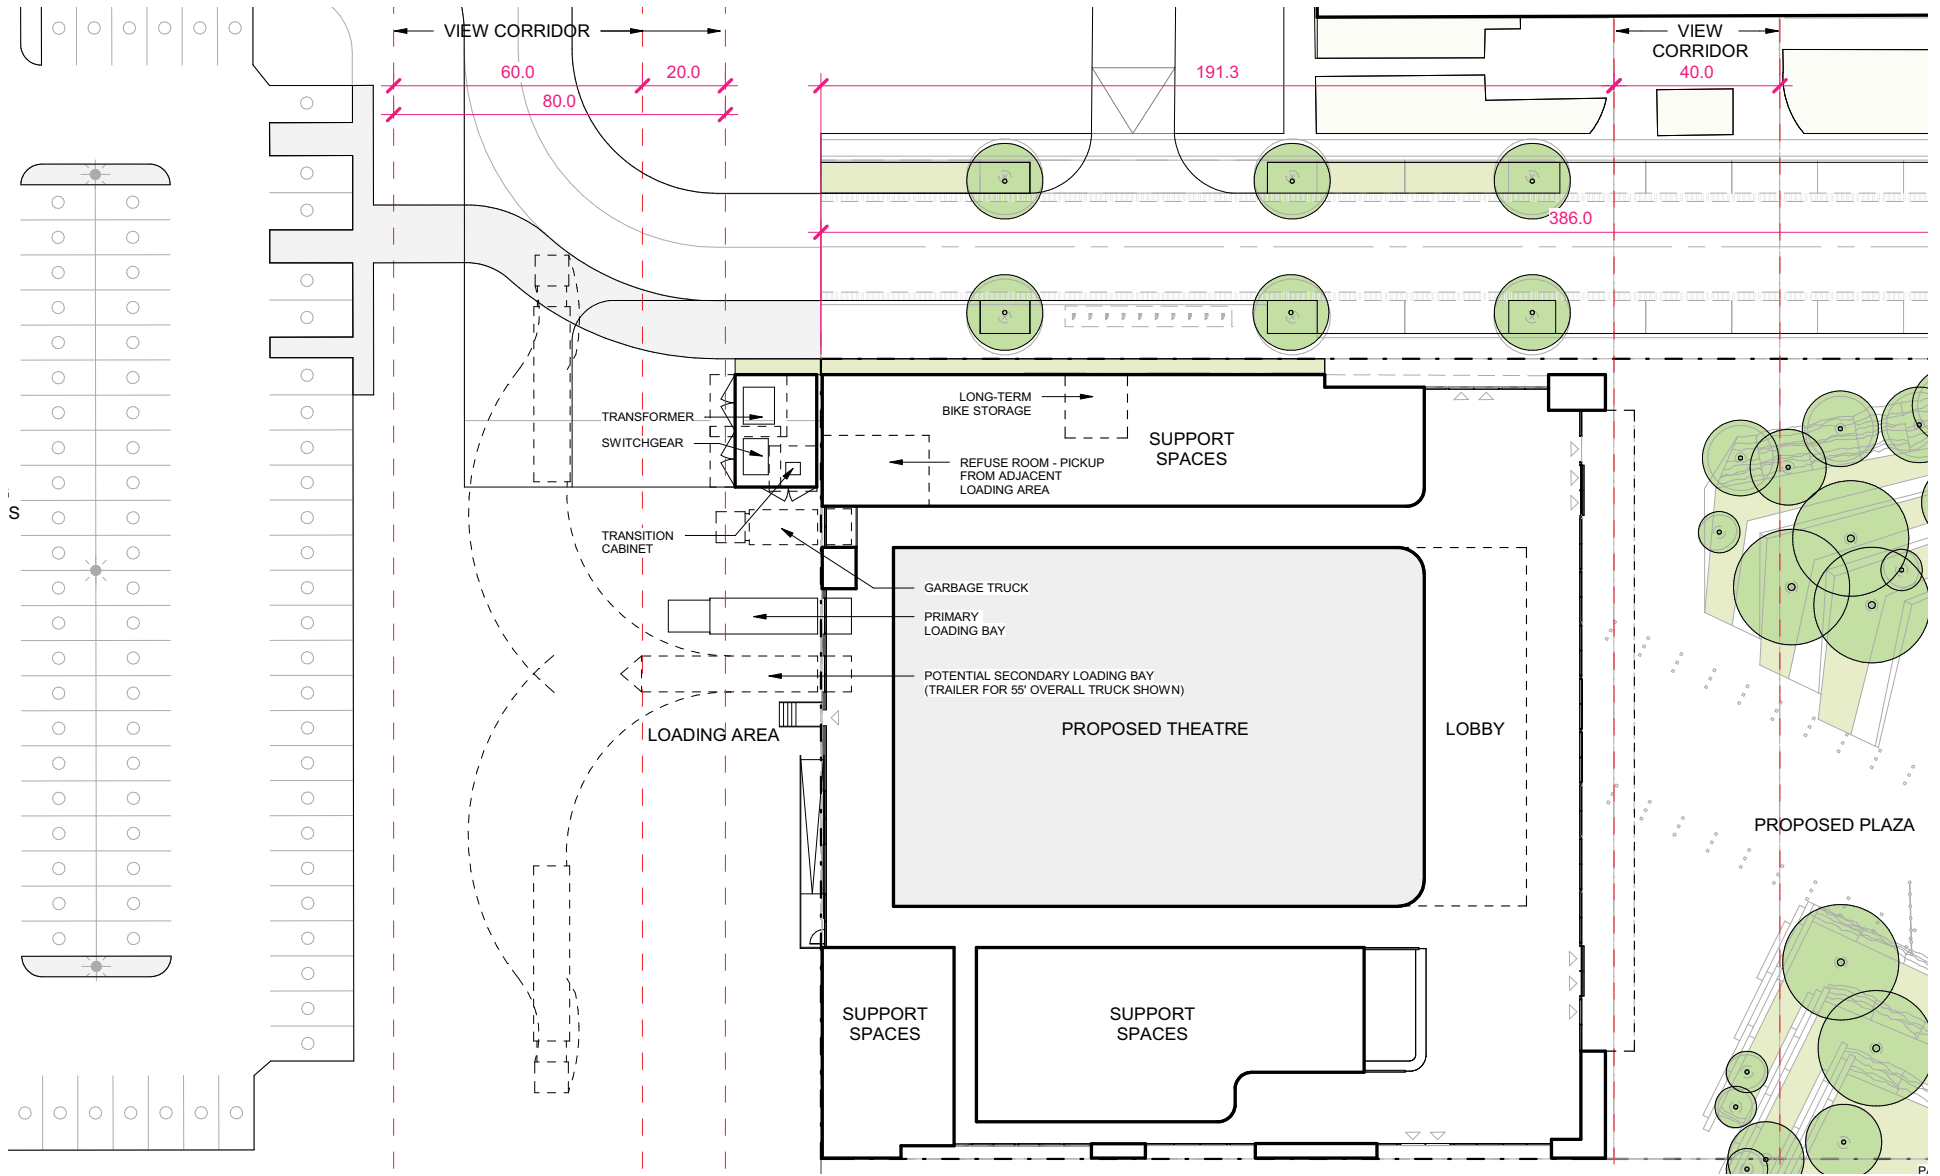 VIEW CORRIDOR
VIEW
CORRIDOR
60.0
20.0
191.3
40.0
80.0
386.0
TRANSFORMER
SWITCHGEAR
LONG-TERM
BIKE STORAGE
SUPPORT
SPACES
REFUSE ROOM - PICKUP
FROM ADJACENT
LOADING AREA
S
TRANSITION
CABINET
GARBAGE TRUCK
PRIMARY
LOADING BAY
POTENTIAL SECONDARY LOADING BAY
(TRAILER FOR 55' OVERALL TRUCK SHOWN)
LOADING AREA
PROPOSED THEATRE
LOBBY
PROPOSED PLAZA
SUPPORT
SPACES
SUPPORT
SPACES